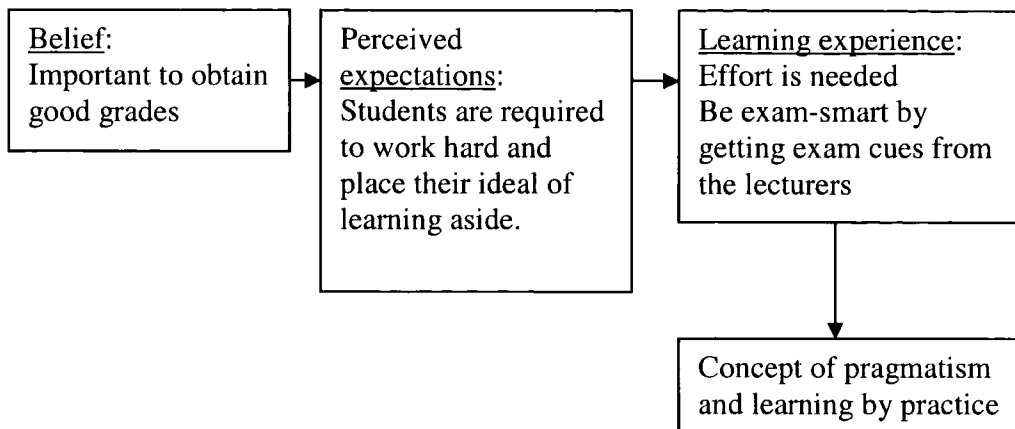 Belief:
Important to obtain
good grades
Perceived
expectations:
Students are required
to work hard and
place their ideal of
learning aside.
Learning experience:
Effort is needed
Be exam-smart by
getting exam cues from
the lecturers
Concept of pragmatism
and learning by practice